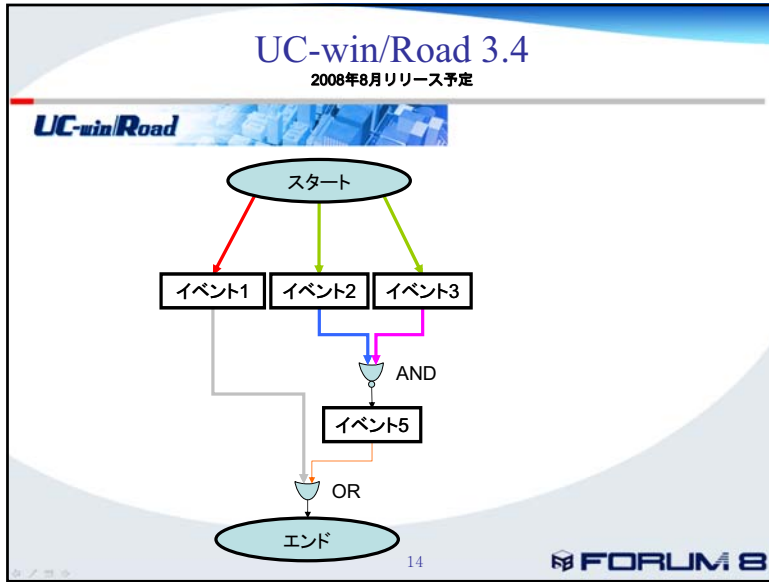 UC-win/Road 3.4
2008年8月リリース予定
UC-win/Road
スタート
イベント1
イベント2
イベント3
AND
イベント5
OR
エンド
14
FORUM 8